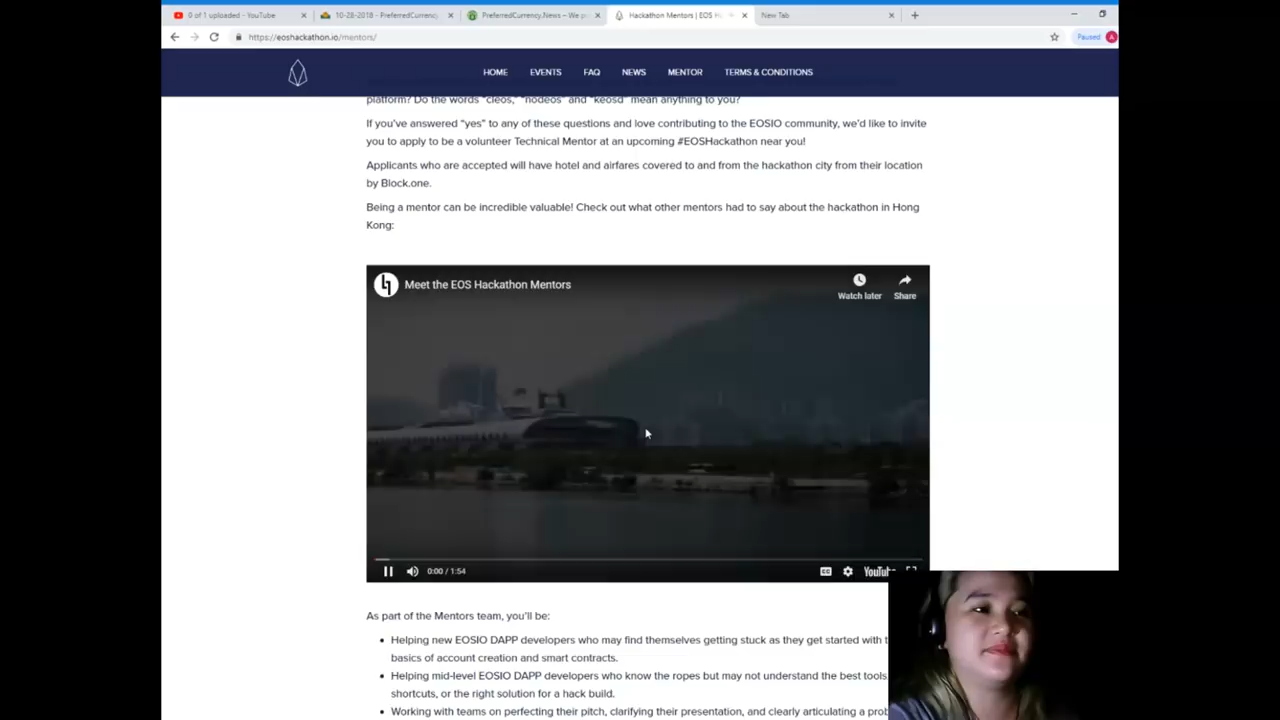 0 of 1 uploaded - YouTube
10-28-2018 - PreferredCurrency
PreferredCurrency.News – We p
Hackathon Mentors | EOS H
New Tab
https://eoshackathon.io/mentors/
Paused
A
HOME EVENTS FAQ NEWS MENTOR TERMS & CONDITIONS
platform? Do the words “cleos,” “nodeos” and “keosd” mean anything to you?
If you’ve answered “yes” to any of these questions and love contributing to the EOSIO community, we’d like to invite
you to apply to be a volunteer Technical Mentor at an upcoming #EOSHackathon near you!
Applicants who are accepted will have hotel and airfares covered to and from the hackathon city from their location
by Block.one.
Being a mentor can be incredible valuable! Check out what other mentors had to say about the hackathon in Hong
Kong:
Meet the EOS Hackathon Mentors
Watch later
Share
0:00 / 1:54
CC
YouTube
As part of the Mentors team, you’ll be:
• Helping new EOSIO DAPP developers who may find themselves getting stuck as they get started with t
basics of account creation and smart contracts.
• Helping mid-level EOSIO DAPP developers who know the ropes but may not understand the best tools,
shortcuts, or the right solution for a hack build.
• Working with teams on perfecting their pitch, clarifying their presentation, and clearly articulating a prob